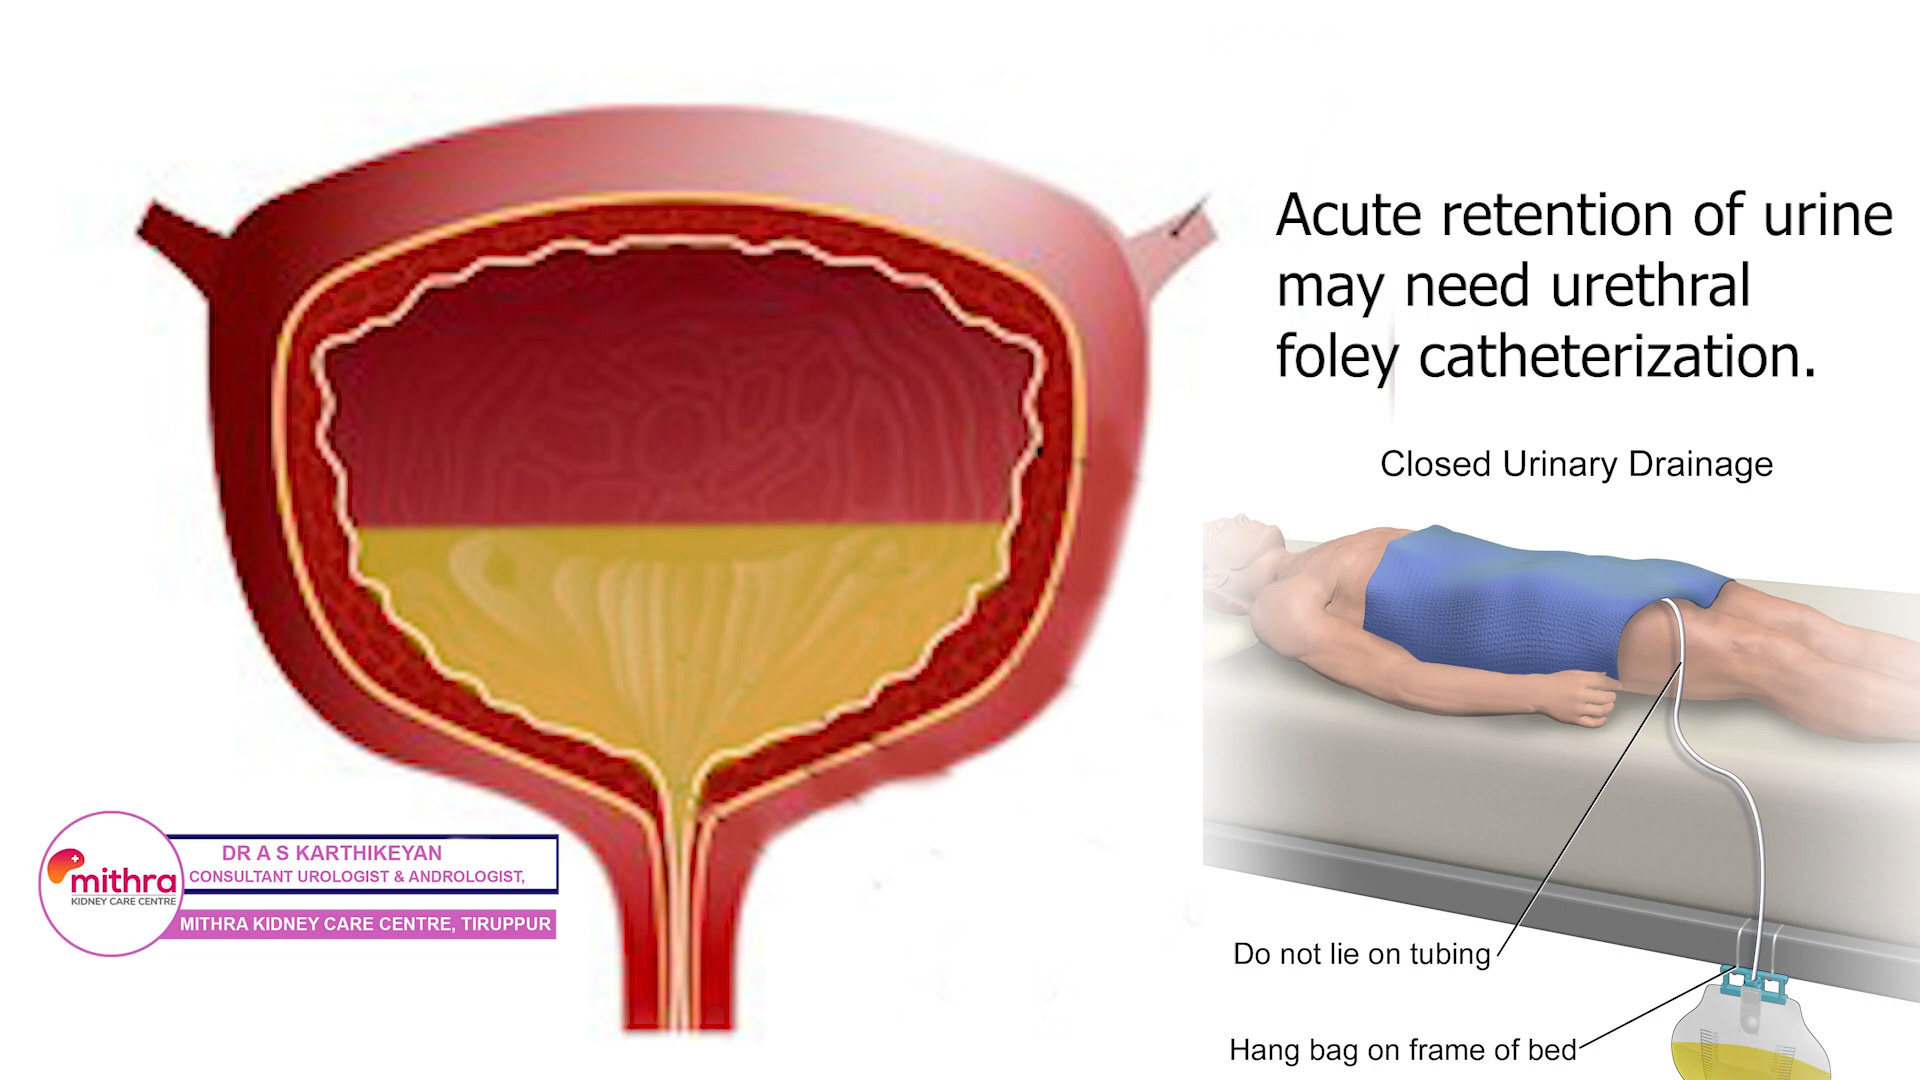 Acute retention of urine
may need urethral
foley catheterization.
Closed Urinary Drainage
Do not lie on tubing
Hang bag on frame of bed
mithra
KIDNEY CARE CENTRE
DR A S KARTHIKEYAN
CONSULTANT UROLOGIST & ANDROLOGIST,
MITHRA KIDNEY CARE CENTRE, TIRUPPUR